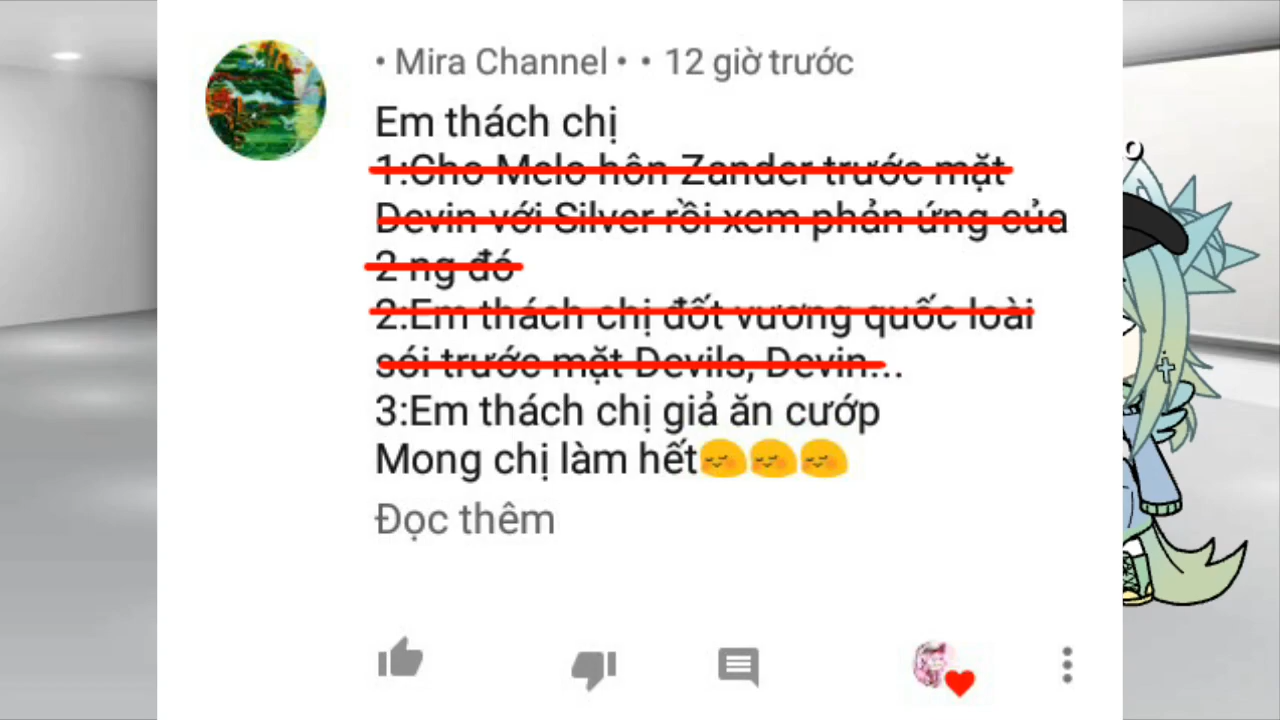 • Mira Channel • • 12 giờ trước
Em thách chị
1:Cho Melo hôn Zander trước mặt
Devin với Silver rồi xem phản ứng của
2 ng đó
2:Em thách chị đốt vương quốc loài
sói trước mặt Devils, Devin...
3:Em thách chị giả ăn cướp
Mong chị làm hết😌😌😌
Đọc thêm